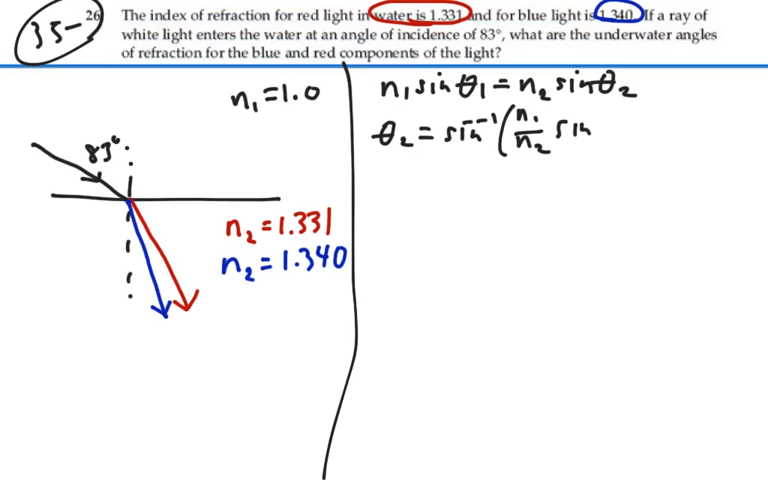 35-
26 The index of refraction for red light in water is 1.331 and for blue light is 1.340. If a ray of
white light enters the water at an angle of incidence of 83°, what are the underwater angles
of refraction for the blue and red components of the light?
n₁ = 1.0
83°
n₂ = 1.331
n₂ = 1.340
n₁ sin θ₁ = n₂ sin θ₂
θ₂ = sin⁻¹ ( n₁/n₂ sin